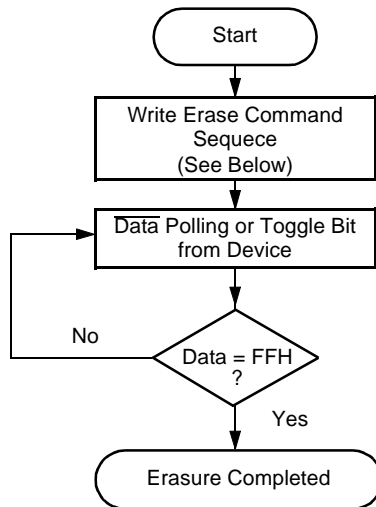 Start
Write Erase Command
Sequece
(See Below)
Data Polling or Toggle Bit
from Device
No
Data = FFH
?
Yes
Erasure Completed